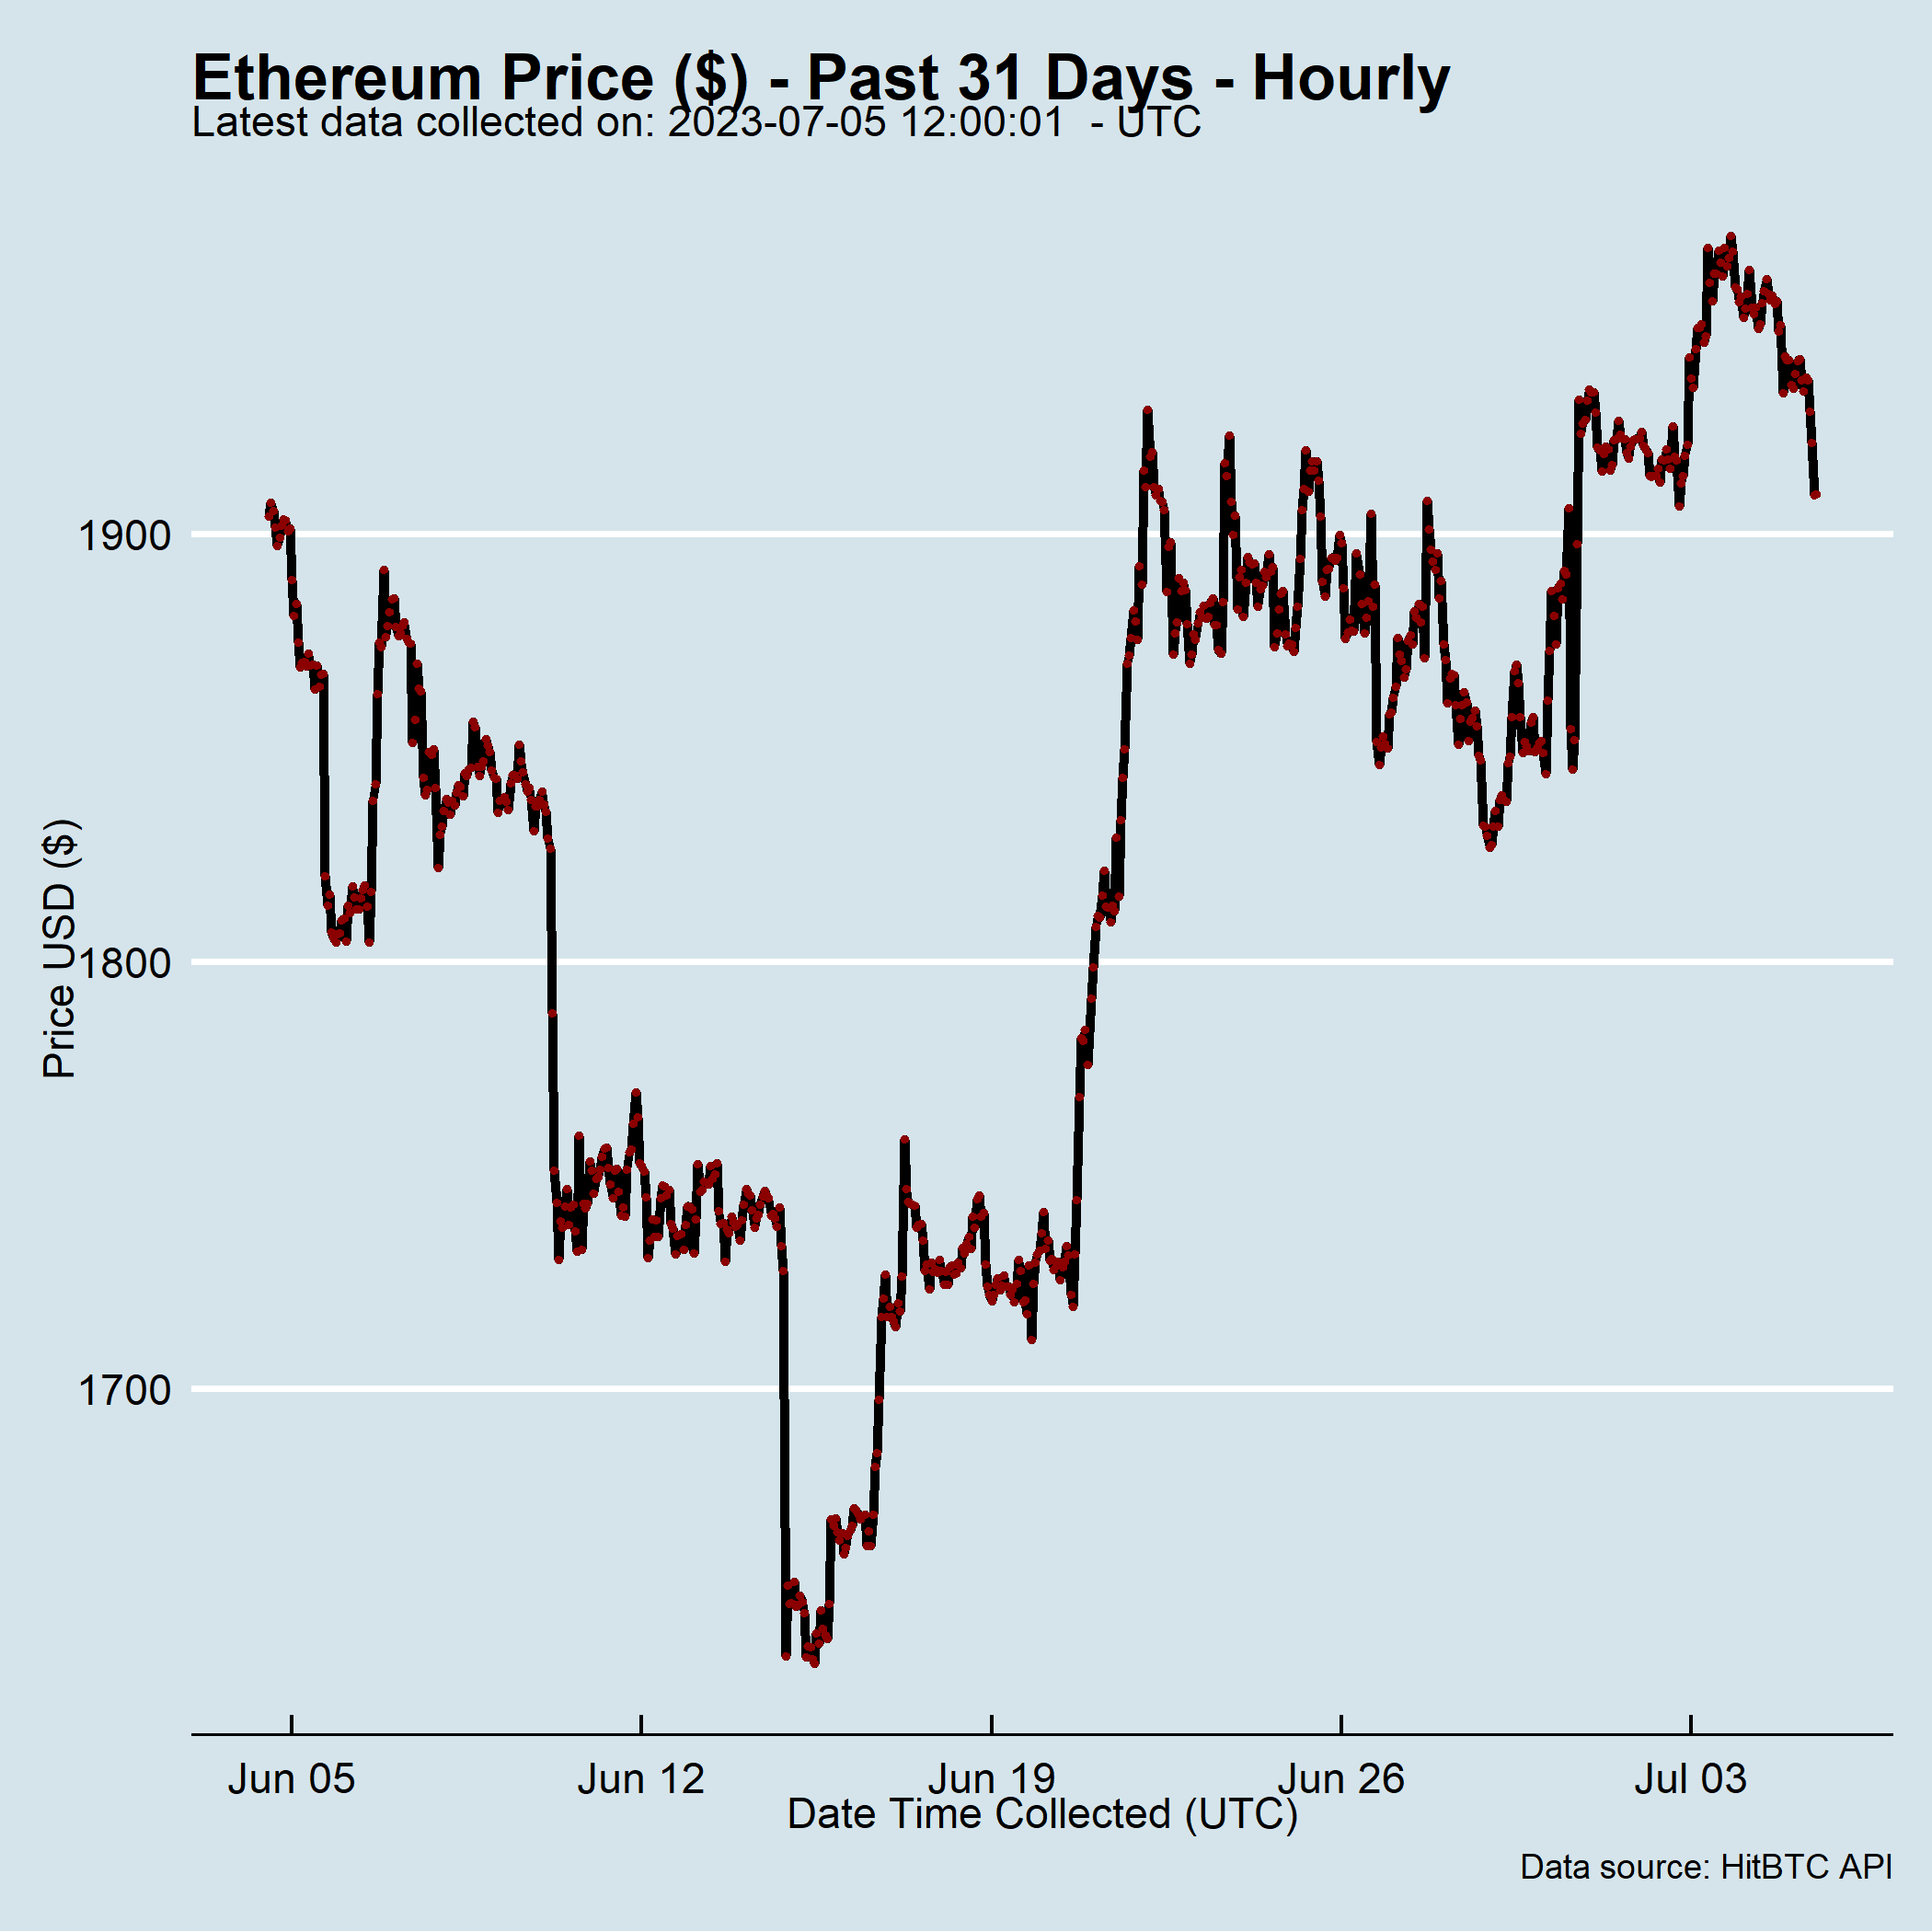 Ethereum Price ($) - Past 31 Days - Hourly
Latest data collected on: 2023-07-05 12:00:01  - UTC
Price USD ($)
1900
1800
1700
Jun 05
Jun 12
Jun 19
Jun 26
Jul 03
Date Time Collected (UTC)
Data source: HitBTC API